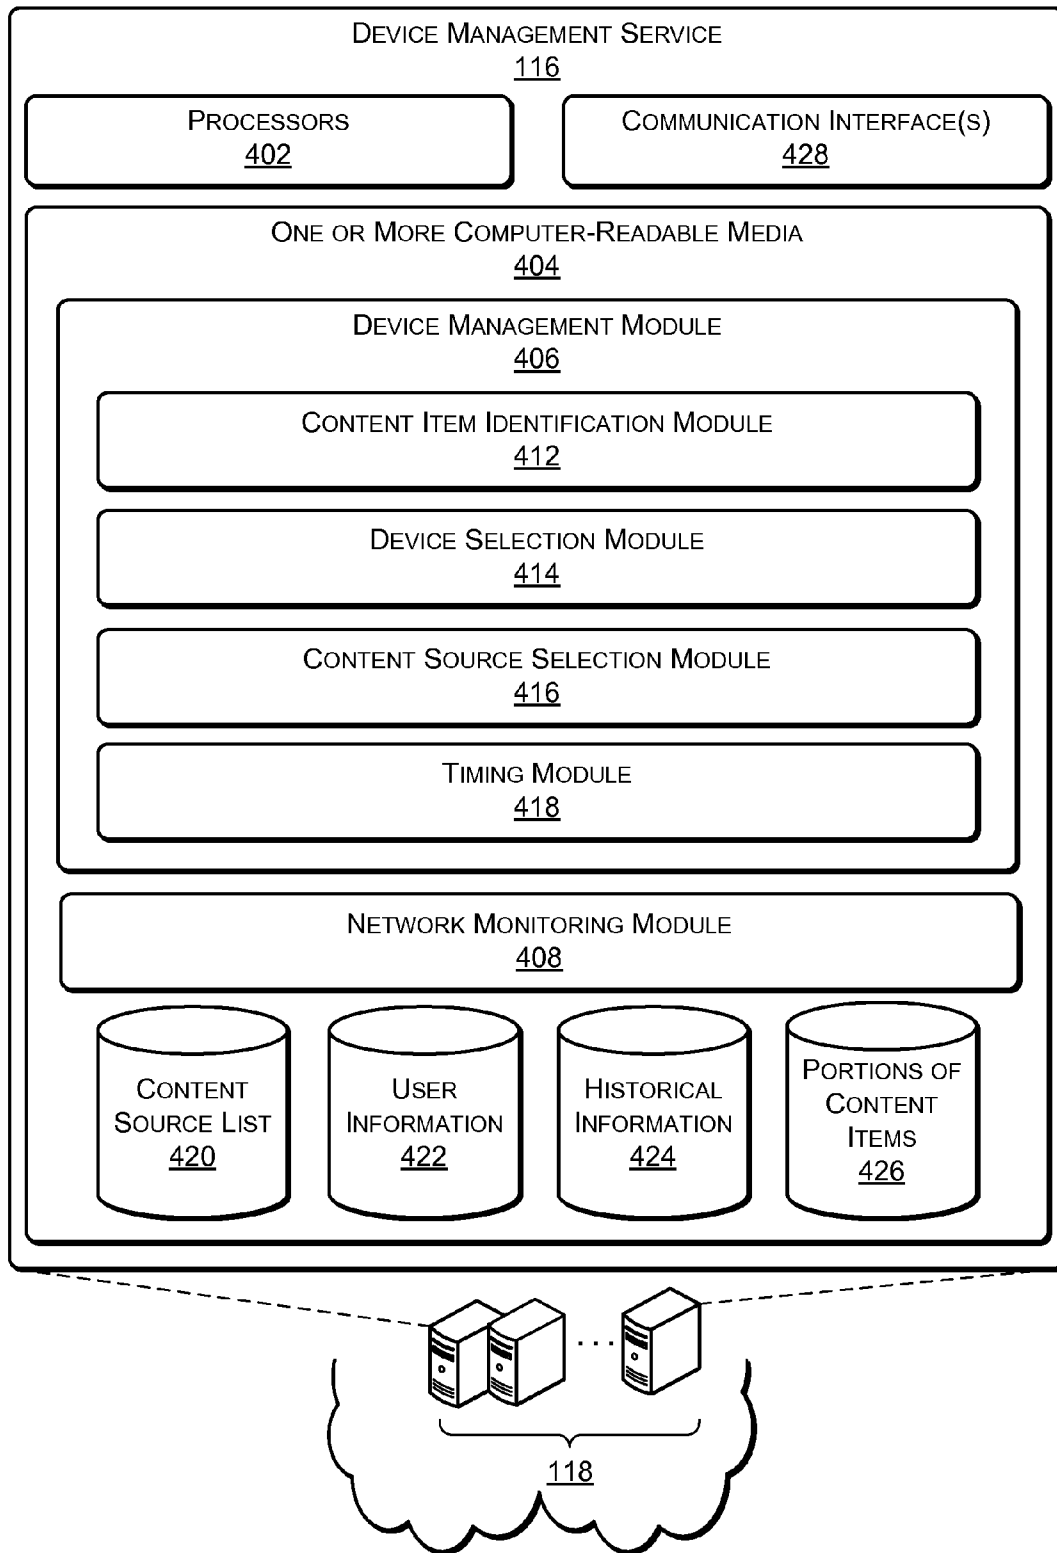 DEVICE MANAGEMENT SERVICE
116
PROCESSORS
402
COMMUNICATION INTERFACE(S)
428
ONE OR MORE COMPUTER-READABLE MEDIA
404
DEVICE MANAGEMENT MODULE
406
CONTENT ITEM IDENTIFICATION MODULE
412
DEVICE SELECTION MODULE
414
CONTENT SOURCE SELECTION MODULE
416
TIMING MODULE
418
NETWORK MONITORING MODULE
408
CONTENT
SOURCE LIST
420
USER
INFORMATION
422
HISTORICAL
INFORMATION
424
PORTIONS OF
CONTENT
ITEMS
426
...
118